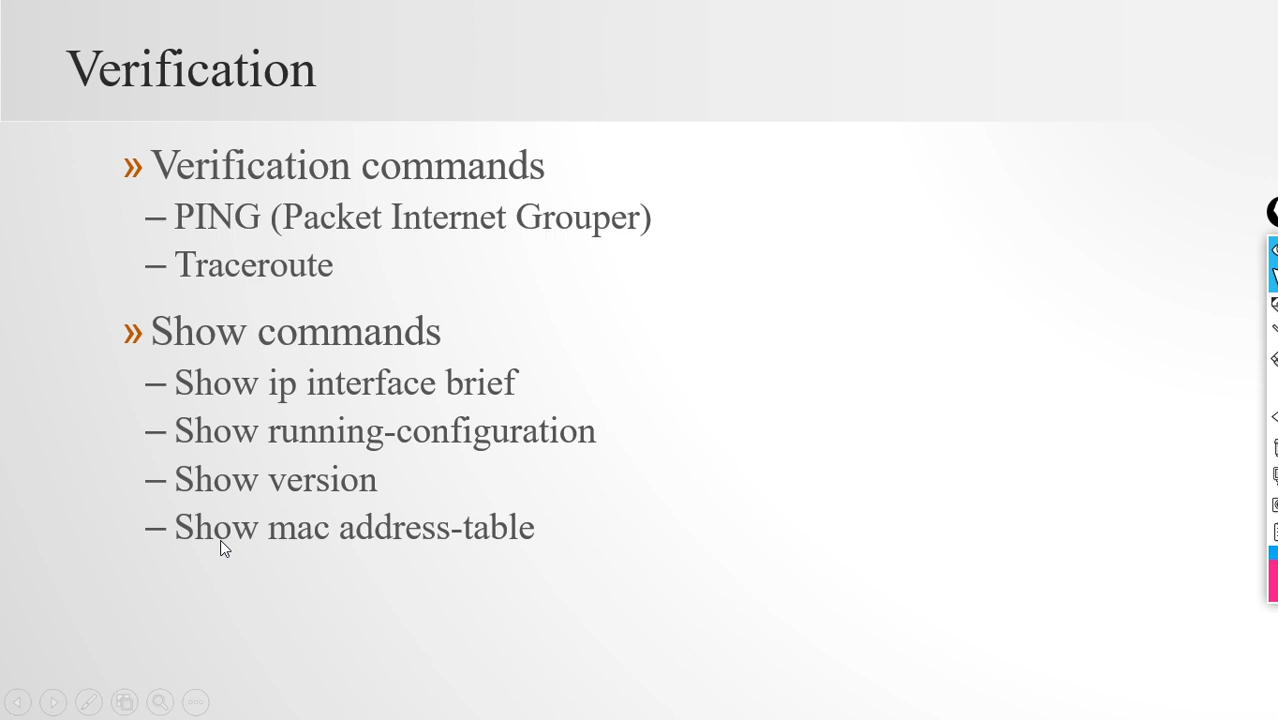 Verification
» Verification commands
– PING (Packet Internet Grouper)
– Traceroute
» Show commands
– Show ip interface brief
– Show running-configuration
– Show version
– Show mac address-table